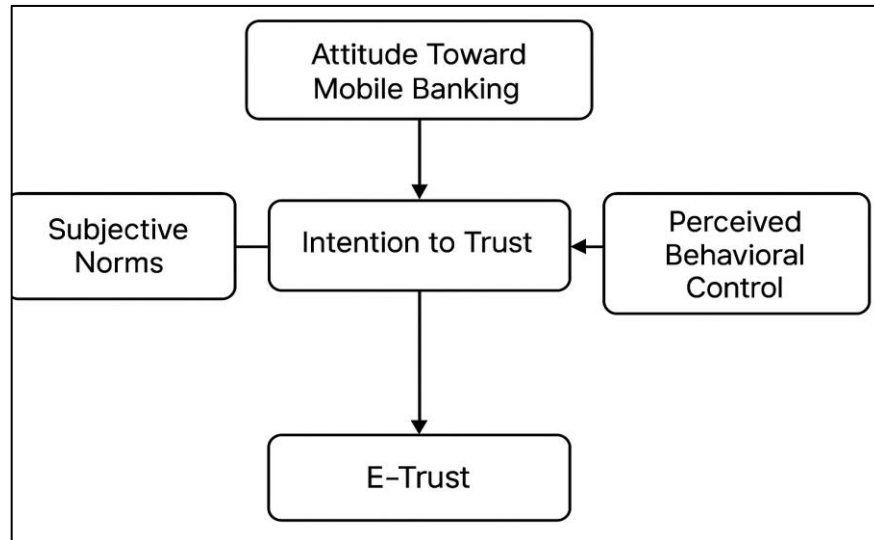 Attitude Toward
Mobile Banking
Subjective
Norms
Intention to Trust
Perceived
Behavioral
Control
E-Trust